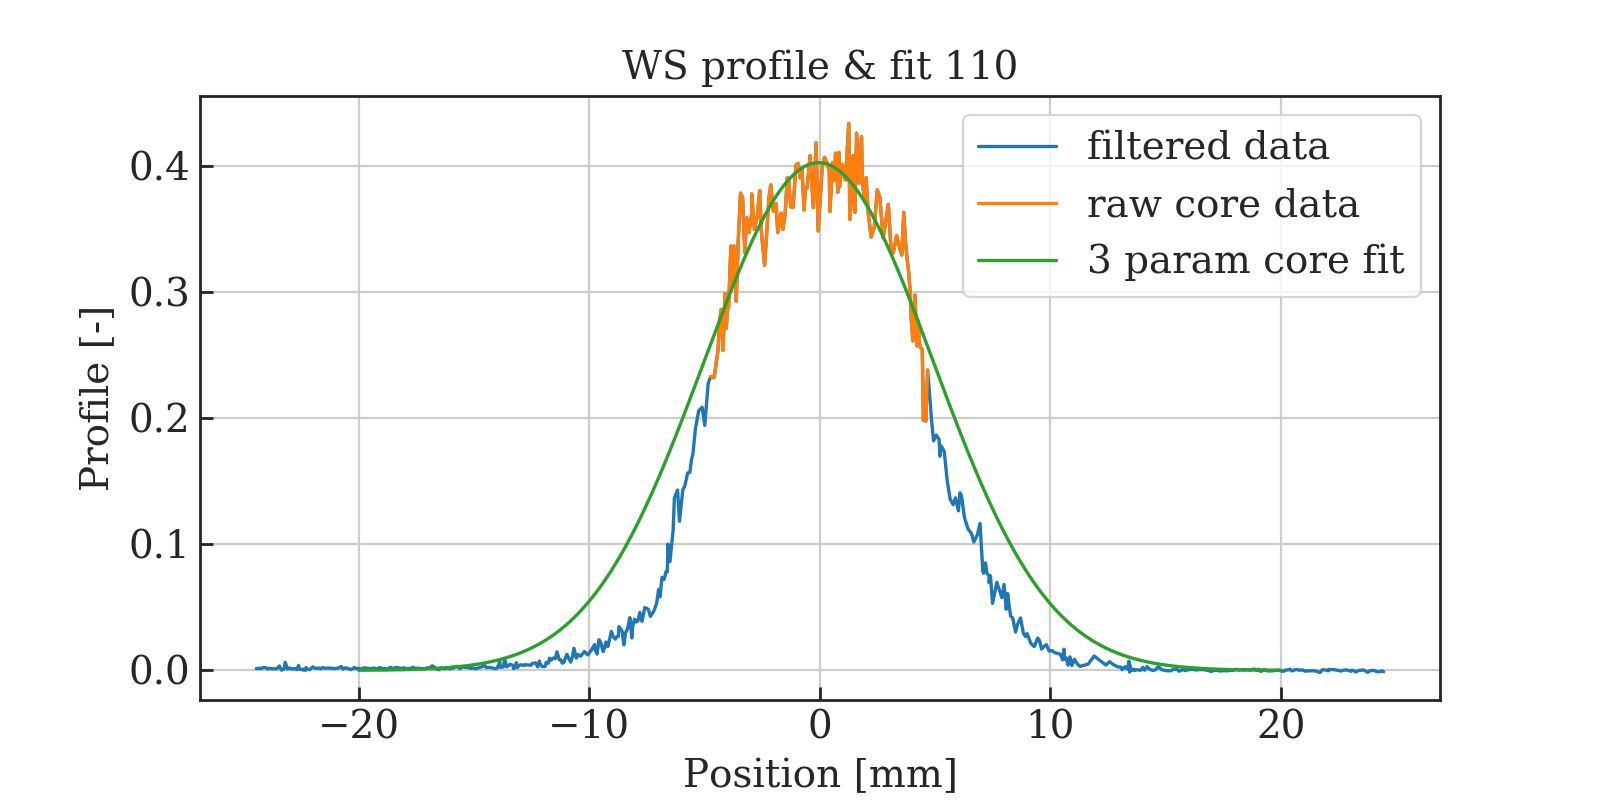 WS profile & fit 110
filtered data
raw core data
3 param core fit
0.4
0.3
0.2
0.1
0.0
Profile [-]
−20 −10 0 10 20
Position [mm]